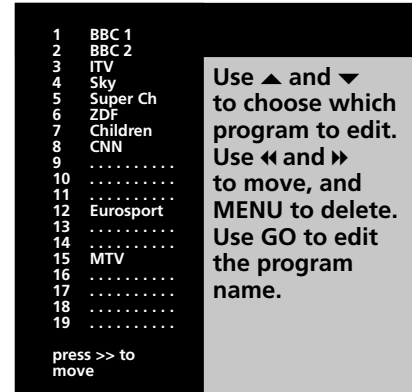 1 BBC 1
2 BBC 2
3 ITV
4 Sky
5 Super Ch
6 ZDF
7 Children
8 CNN
9 . . . . . . . . . .
10 . . . . . . . . . .
11 . . . . . . . . . .
12 Eurosport
13 . . . . . . . . . .
14 . . . . . . . . . .
15 MTV
16 . . . . . . . . . .
17 . . . . . . . . . .
18 . . . . . . . . . .
19 . . . . . . . . . .
press >> to
move
Use ▲ and ▼
to choose which
program to edit.
Use ◀◀ and ▶▶
to move, and
MENU to delete.
Use GO to edit
the program
name.